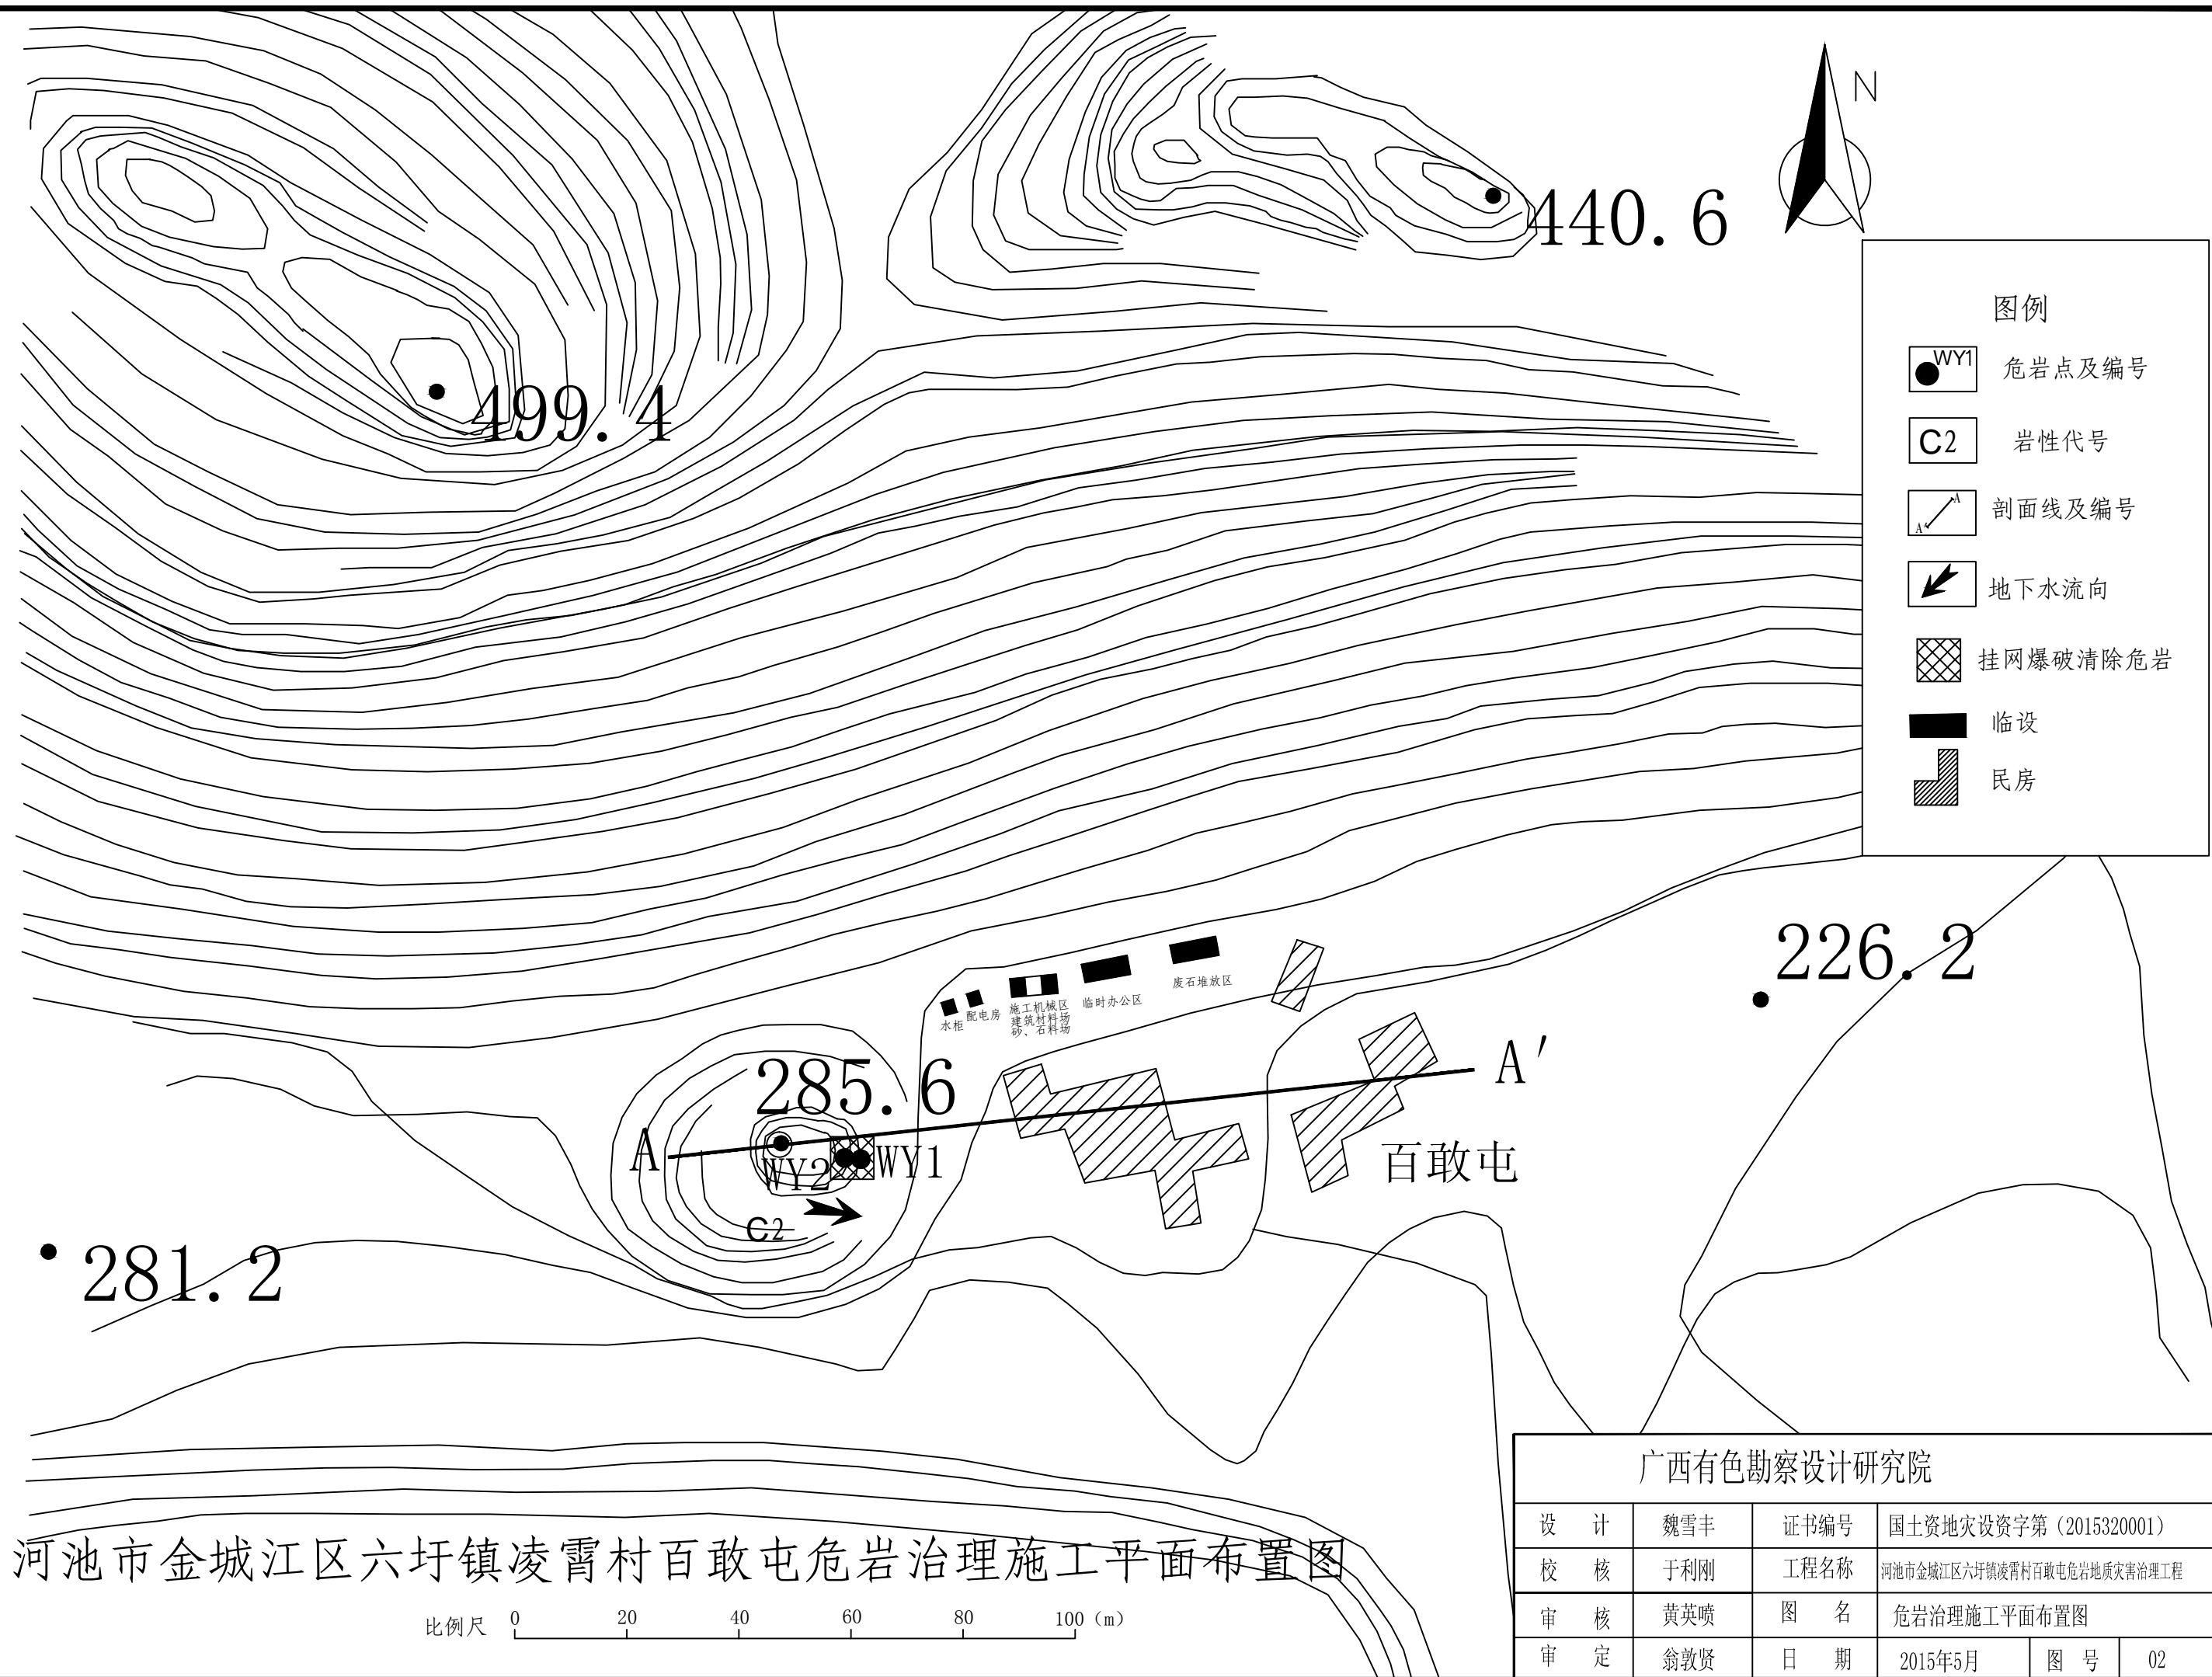 N
440.6
499.4
图例
WY1 危岩点及编号
C2 岩性代号
A A' 剖面线及编号
地下水流向
挂网爆破清除危岩
临设
民房
226.2
废石堆放区
临时办公区
施工机械区
建筑材料场
砂、石料场
配电房
水柜
285.6
A A'
WY2 WY1
C2
百敢屯
281.2
河池市金城江区六圩镇凌霄村百敢屯危岩治理施工平面布置图
比例尺 0 20 40 60 80 100（m）
广西有色勘察设计研究院
设 计 魏雪丰 证书编号 国土资地灾设资字第（2015320001）
校 核 于利刚 工程名称 河池市金城江区六圩镇凌霄村百敢屯危岩地质灾害治理工程
审 核 黄英喷 图 名 危岩治理施工平面布置图
审 定 翁敦贤 日 期 2015年5月 图 号 02